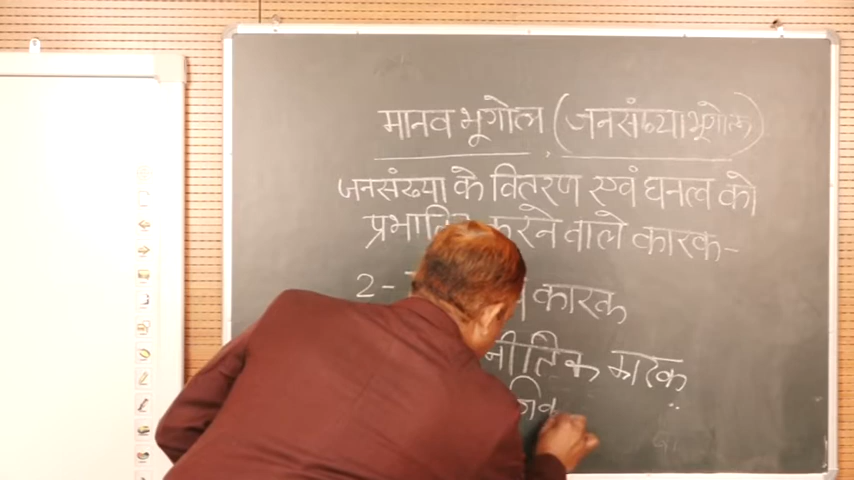 मानव भूगोल (जनसंख्या भूगोल)
जनसंख्या के वितरण एवं घनत्व को
करने वाले कारक-
2- कारक
कारक